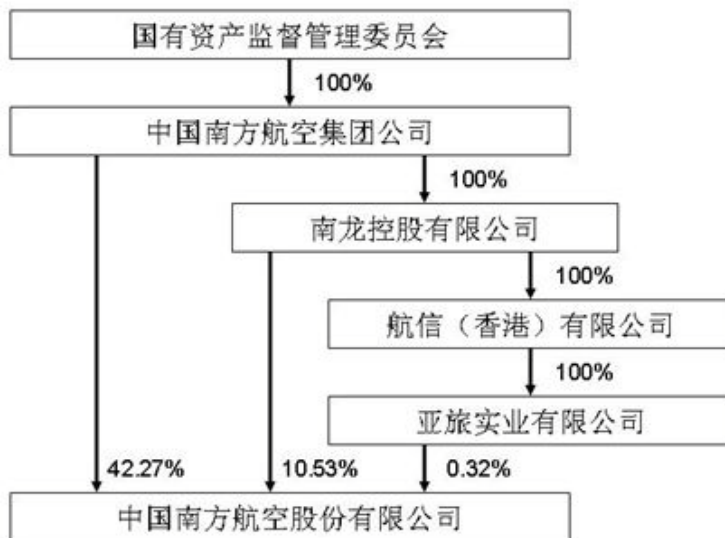 国有资产监督管理委员会
100%
中国南方航空集团公司
100%
南龙控股有限公司
100%
航信（香港）有限公司
100%
亚旅实业有限公司
42.27%
10.53%
0.32%
中国南方航空股份有限公司